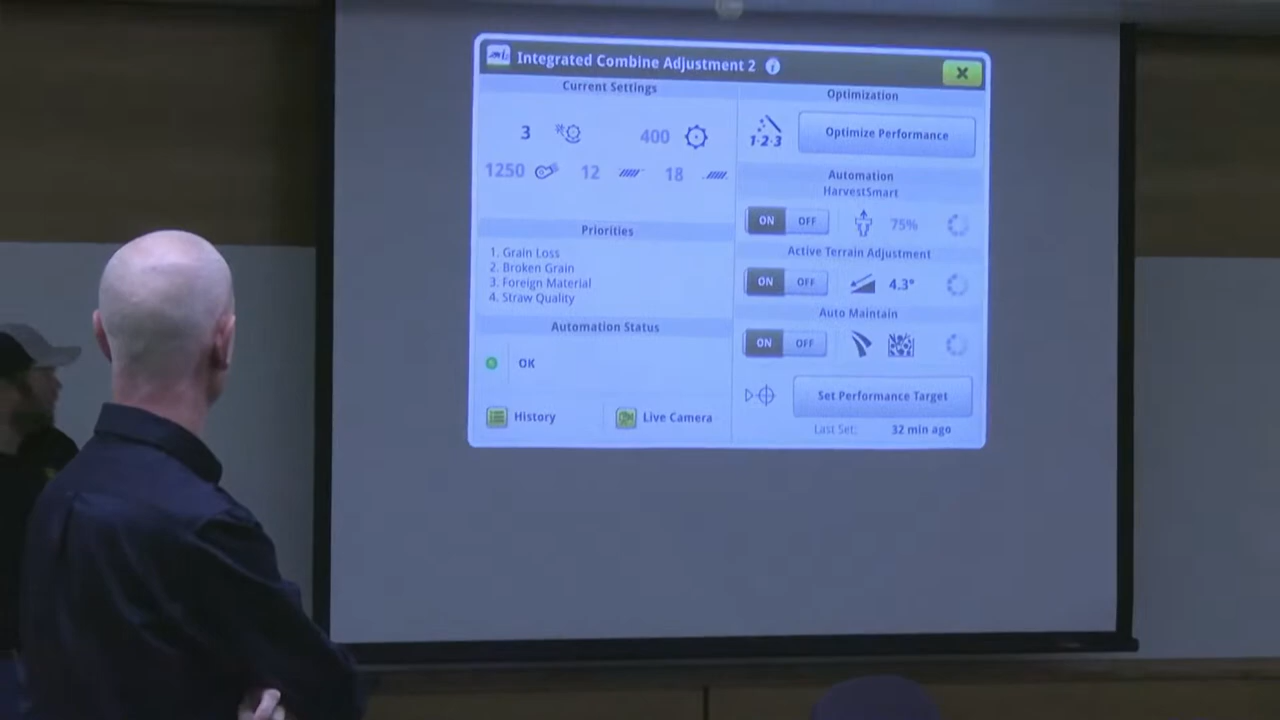 Integrated Combine Adjustment 2 i
Current Settings
3 400
1250 12 18
Priorities
1. Grain Loss
2. Broken Grain
3. Foreign Material
4. Straw Quality
Automation Status
OK
History Live Camera
Optimization
1·2·3 Optimize Performance
Automation
HarvestSmart
ON OFF 75%
Active Terrain Adjustment
ON OFF 4.3°
Auto Maintain
ON OFF
Set Performance Target
Last Set: 32 min ago